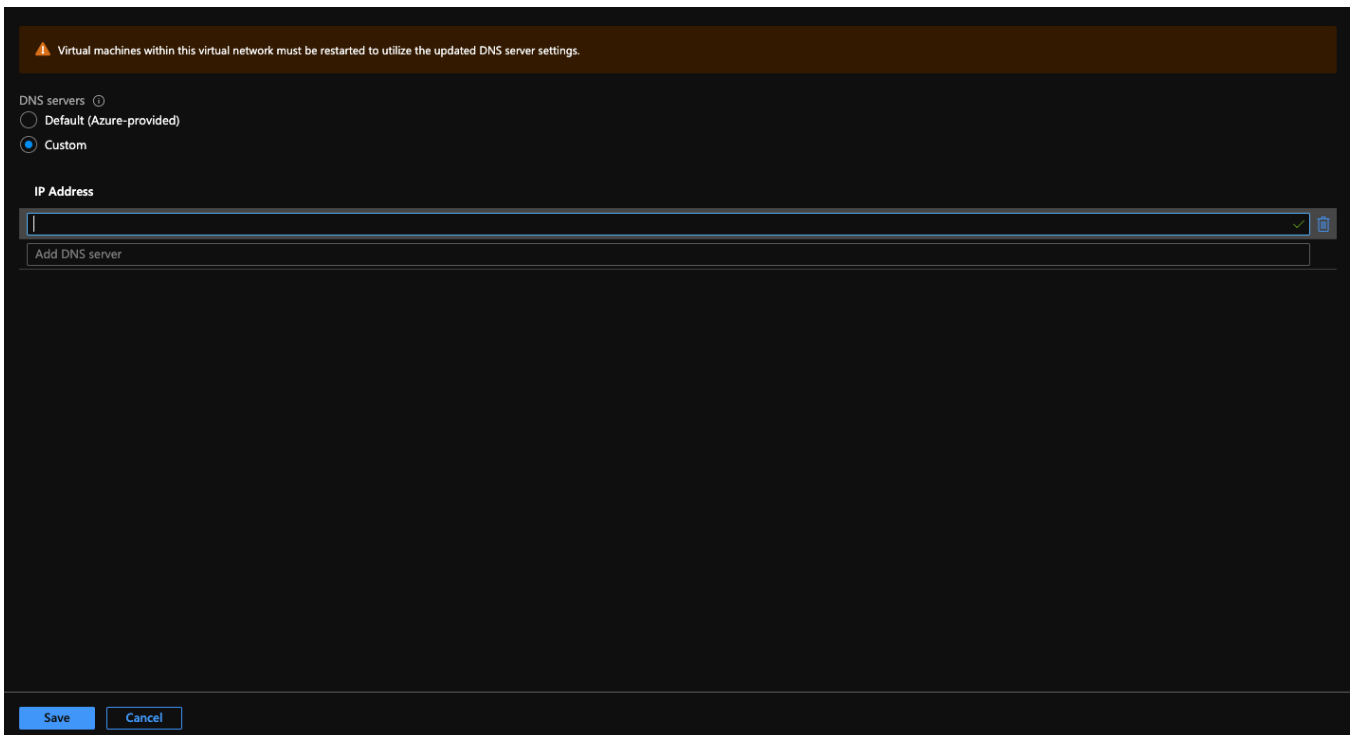 Virtual machines within this virtual network must be restarted to utilize the updated DNS server settings.
DNS servers
Default (Azure-provided)
Custom
IP Address
Add DNS server
Save
Cancel